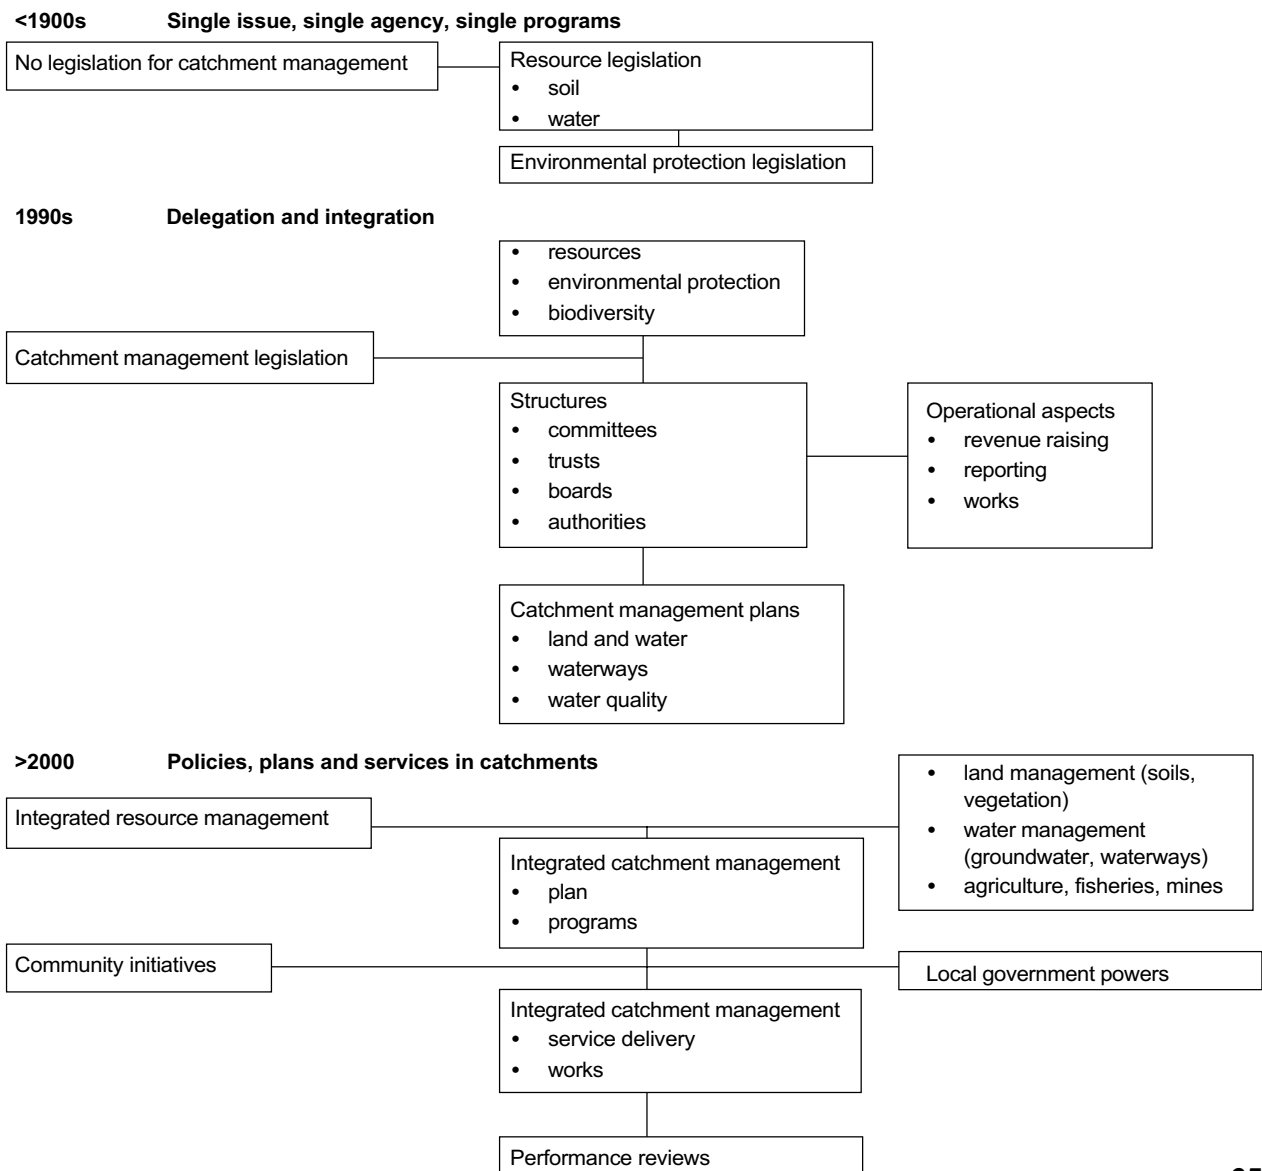 <1900s Single issue, single agency, single programs
No legislation for catchment management
Resource legislation
• soil
• water
Environmental protection legislation
1990s Delegation and integration
• resources
• environmental protection
• biodiversity
Catchment management legislation
Structures
• committees
• trusts
• boards
• authorities
Operational aspects
• revenue raising
• reporting
• works
Catchment management plans
• land and water
• waterways
• water quality
>2000 Policies, plans and services in catchments
• land management (soils,
vegetation)
• water management
(groundwater, waterways)
• agriculture, fisheries, mines
Integrated resource management
Integrated catchment management
• plan
• programs
Community initiatives
Local government powers
Integrated catchment management
• service delivery
• works
Performance reviews